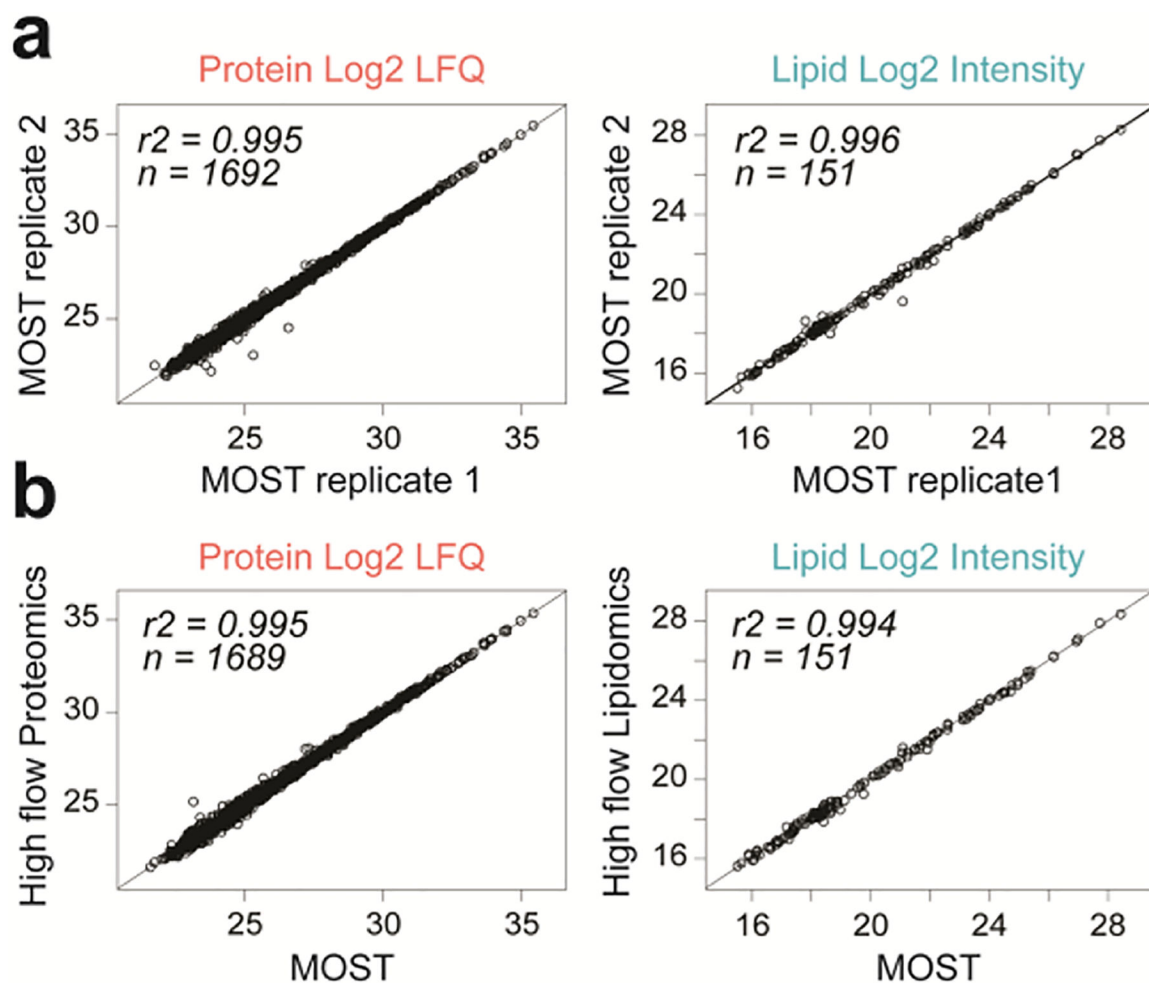 a
Protein Log2 LFQ
Lipid Log2 Intensity
MOST replicate 2
35
30
25
r2 = 0.995
n = 1692
25 30 35
MOST replicate 1
MOST replicate 2
28
24
20
16
r2 = 0.996
n = 151
16 20 24 28
MOST replicate1
b
Protein Log2 LFQ
Lipid Log2 Intensity
High flow Proteomics
35
30
25
r2 = 0.995
n = 1689
25 30 35
MOST
High flow Lipidomics
28
24
20
16
r2 = 0.994
n = 151
16 20 24 28
MOST